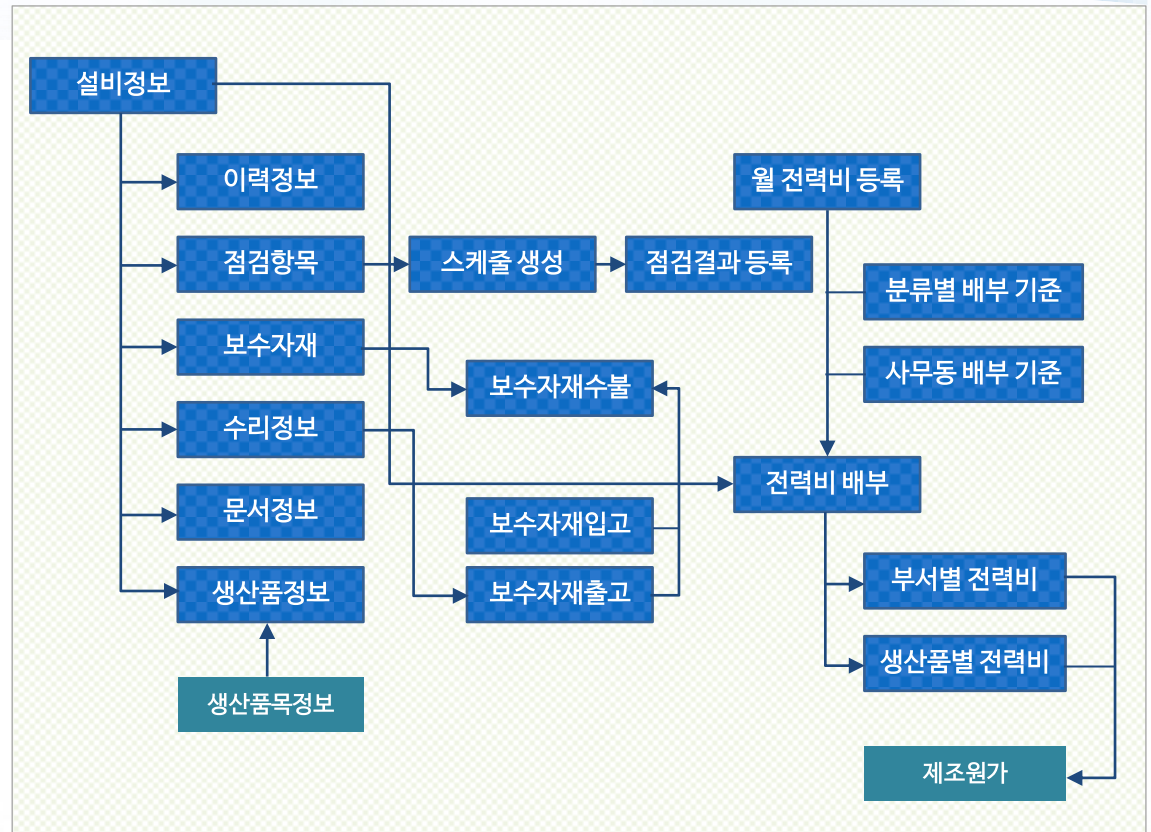 설비정보
이력정보
월 전력비 등록
점검항목
스케줄 생성
점검결과 등록
분류별 배부 기준
보수자재
보수자재수불
사무동 배부 기준
수리정보
전력비 배부
문서정보
보수자재입고
생산품정보
보수자재출고
부서별 전력비
생산품별 전력비
생산품목정보
제조원가